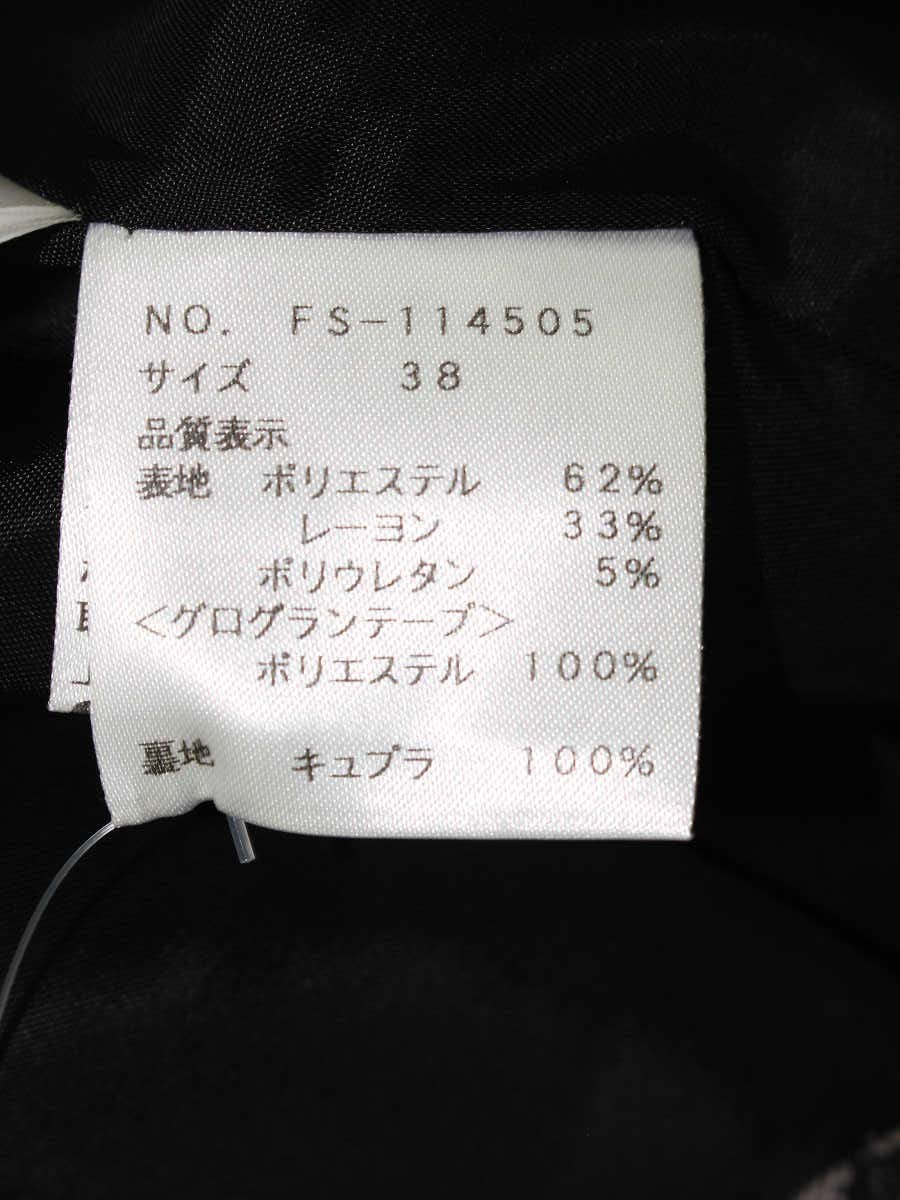 NO. FS-114505
サイズ 38
品質表示
表地 ポリエステル 62%
レーヨン 33%
ポリウレタン 5%
<グログランテープ>
ポリエステル 100%
裏地 キュプラ 100%